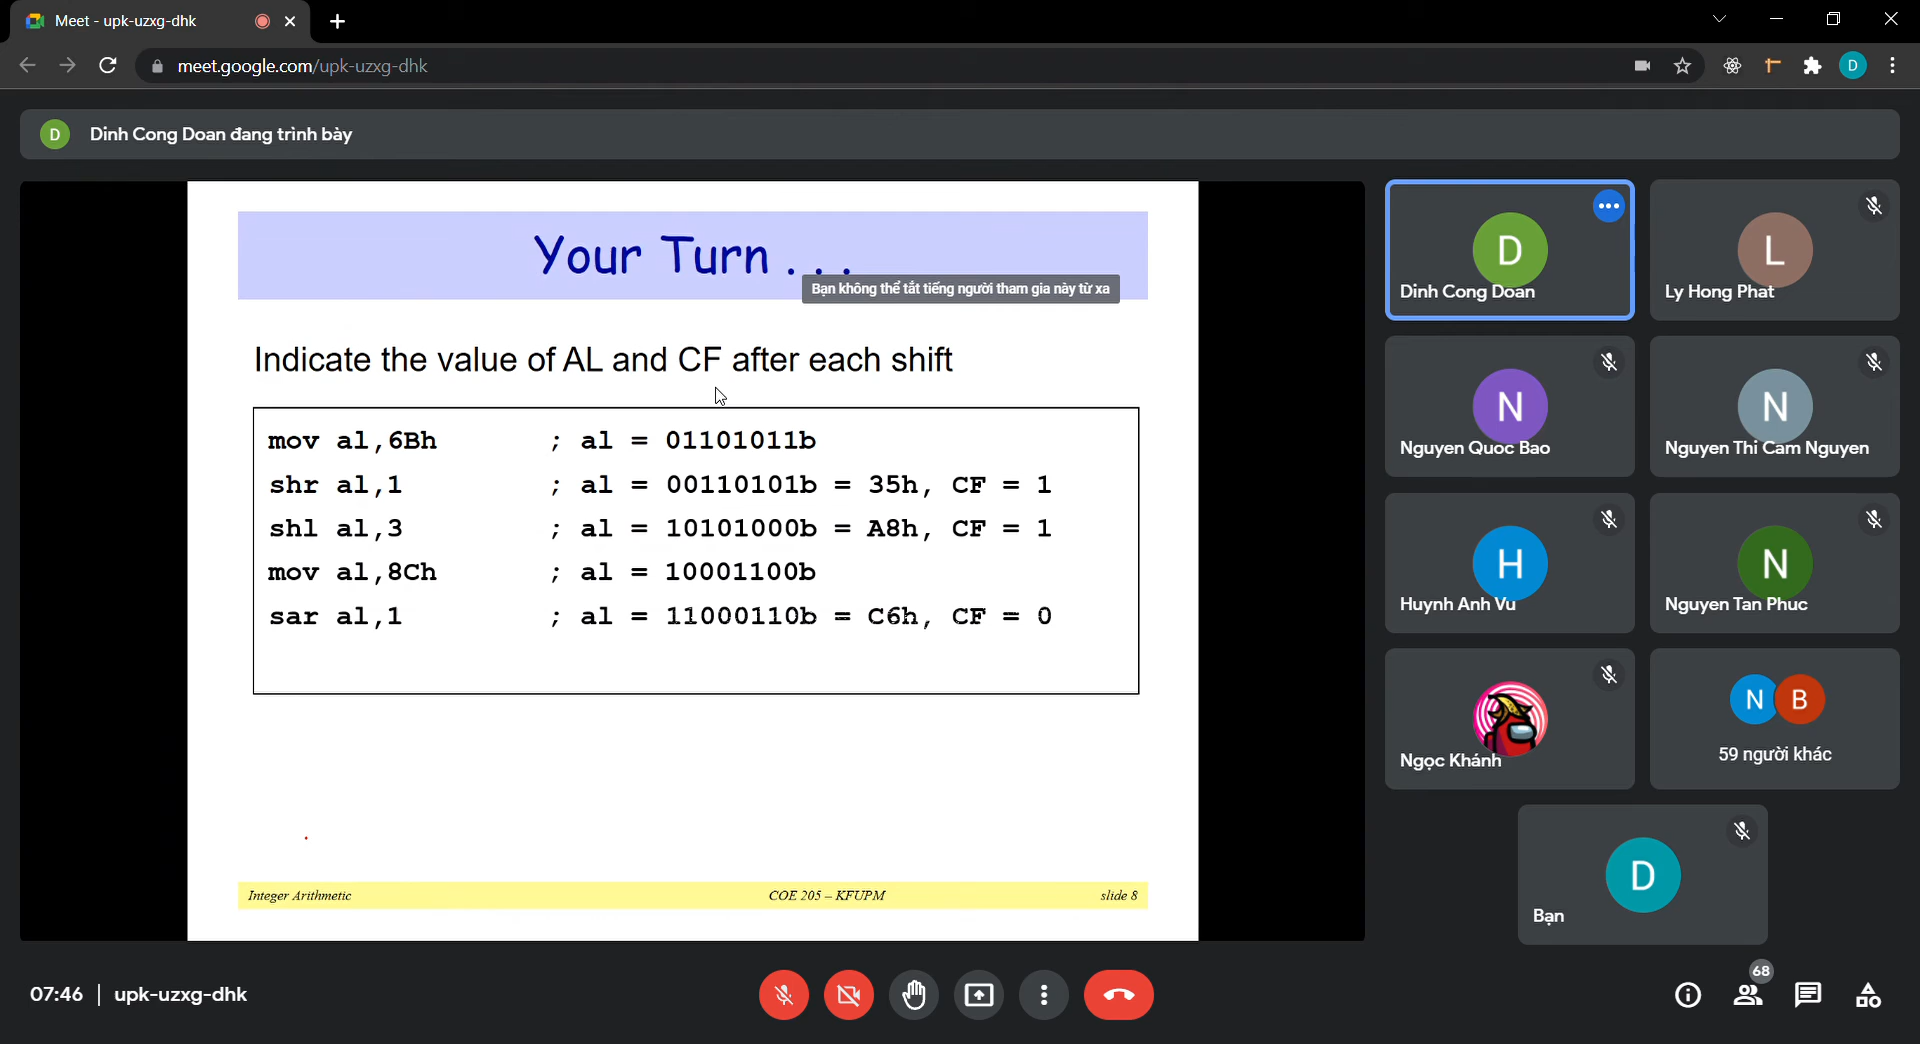 Meet - upk-uzxg-dhk
meet.google.com/upk-uzxg-dhk
D
D
Dinh Cong Doan đang trình bày
Your Turn . . .
Bạn không thể tắt tiếng người tham gia này từ xa
Indicate the value of AL and CF after each shift
mov al,6Bh ; al = 01101011b
shr al,1 ; al = 00110101b = 35h, CF = 1
shl al,3 ; al = 10101000b = A8h, CF = 1
mov al,8Ch ; al = 10001100b
sar al,1 ; al = 11000110b = C6h, CF = 0
Integer Arithmetic COE 205 – KFUPM slide 8
D
Dinh Cong Doan
L
Ly Hong Phat
N
Nguyen Quoc Bao
N
Nguyen Thi Cam Nguyen
H
Huynh Anh Vu
N
Nguyen Tan Phuc
Ngọc Khánh
N B
59 người khác
D
Bạn
07:46 | upk-uzxg-dhk
68